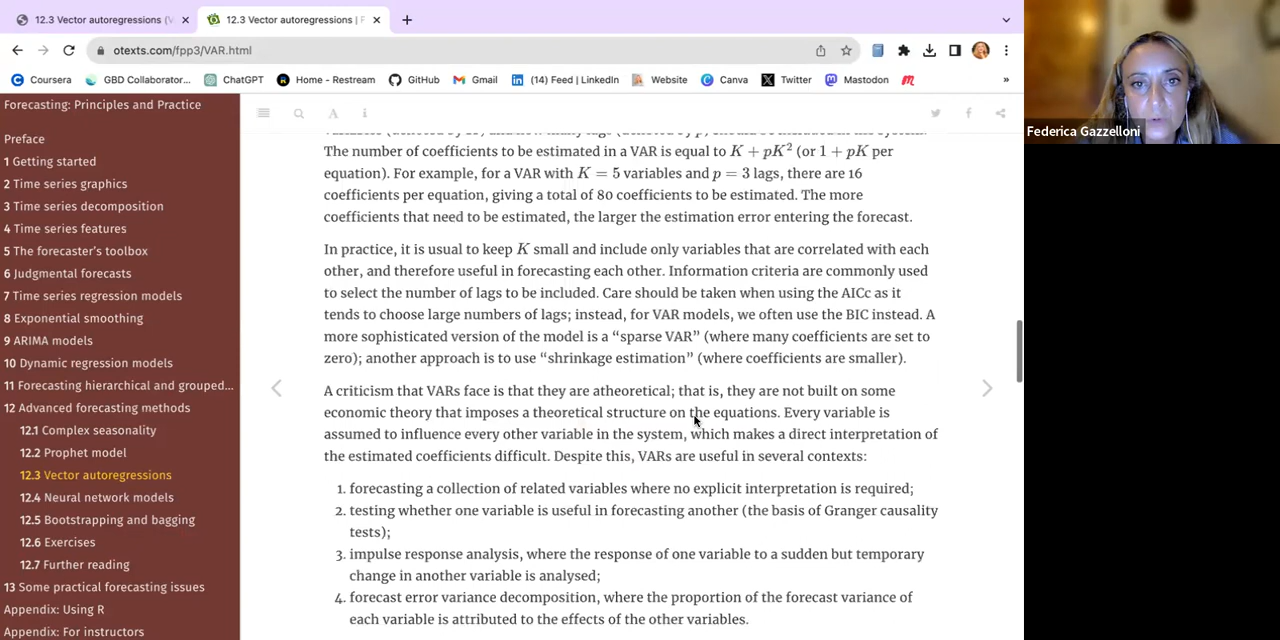 12.3 Vector autoregressions (V
12.3 Vector autoregressions | F
otexts.com/fpp3/VAR.html
Coursera
GBD Collaborator...
ChatGPT
Home - Restream
GitHub
Gmail
(14) Feed | LinkedIn
Website
Canva
Twitter
Mastodon
»
Forecasting: Principles and Practice
Preface
1 Getting started
2 Time series graphics
3 Time series decomposition
4 Time series features
5 The forecaster's toolbox
6 Judgmental forecasts
7 Time series regression models
8 Exponential smoothing
9 ARIMA models
10 Dynamic regression models
11 Forecasting hierarchical and grouped...
12 Advanced forecasting methods
12.1 Complex seasonality
12.2 Prophet model
12.3 Vector autoregressions
12.4 Neural network models
12.5 Bootstrapping and bagging
12.6 Exercises
12.7 Further reading
13 Some practical forecasting issues
Appendix: Using R
Appendix: For instructors
The number of coefficients to be estimated in a VAR is equal to K + pK² (or 1 + pK per
equation). For example, for a VAR with K = 5 variables and p = 3 lags, there are 16
coefficients per equation, giving a total of 80 coefficients to be estimated. The more
coefficients that need to be estimated, the larger the estimation error entering the forecast.
In practice, it is usual to keep K small and include only variables that are correlated with each
other, and therefore useful in forecasting each other. Information criteria are commonly used
to select the number of lags to be included. Care should be taken when using the AICc as it
tends to choose large numbers of lags; instead, for VAR models, we often use the BIC instead. A
more sophisticated version of the model is a “sparse VAR” (where many coefficients are set to
zero); another approach is to use “shrinkage estimation” (where coefficients are smaller).
A criticism that VARs face is that they are atheoretical; that is, they are not built on some
economic theory that imposes a theoretical structure on the equations. Every variable is
assumed to influence every other variable in the system, which makes a direct interpretation of
the estimated coefficients difficult. Despite this, VARs are useful in several contexts:
1. forecasting a collection of related variables where no explicit interpretation is required;
2. testing whether one variable is useful in forecasting another (the basis of Granger causality
tests);
3. impulse response analysis, where the response of one variable to a sudden but temporary
change in another variable is analysed;
4. forecast error variance decomposition, where the proportion of the forecast variance of
each variable is attributed to the effects of the other variables.
Federica Gazzelloni